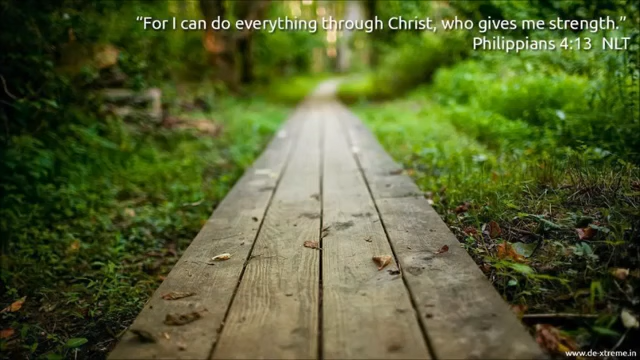 “For I can do everything through Christ, who gives me strength.”
Philippians 4:13 NLT
www.de-xtreme.in